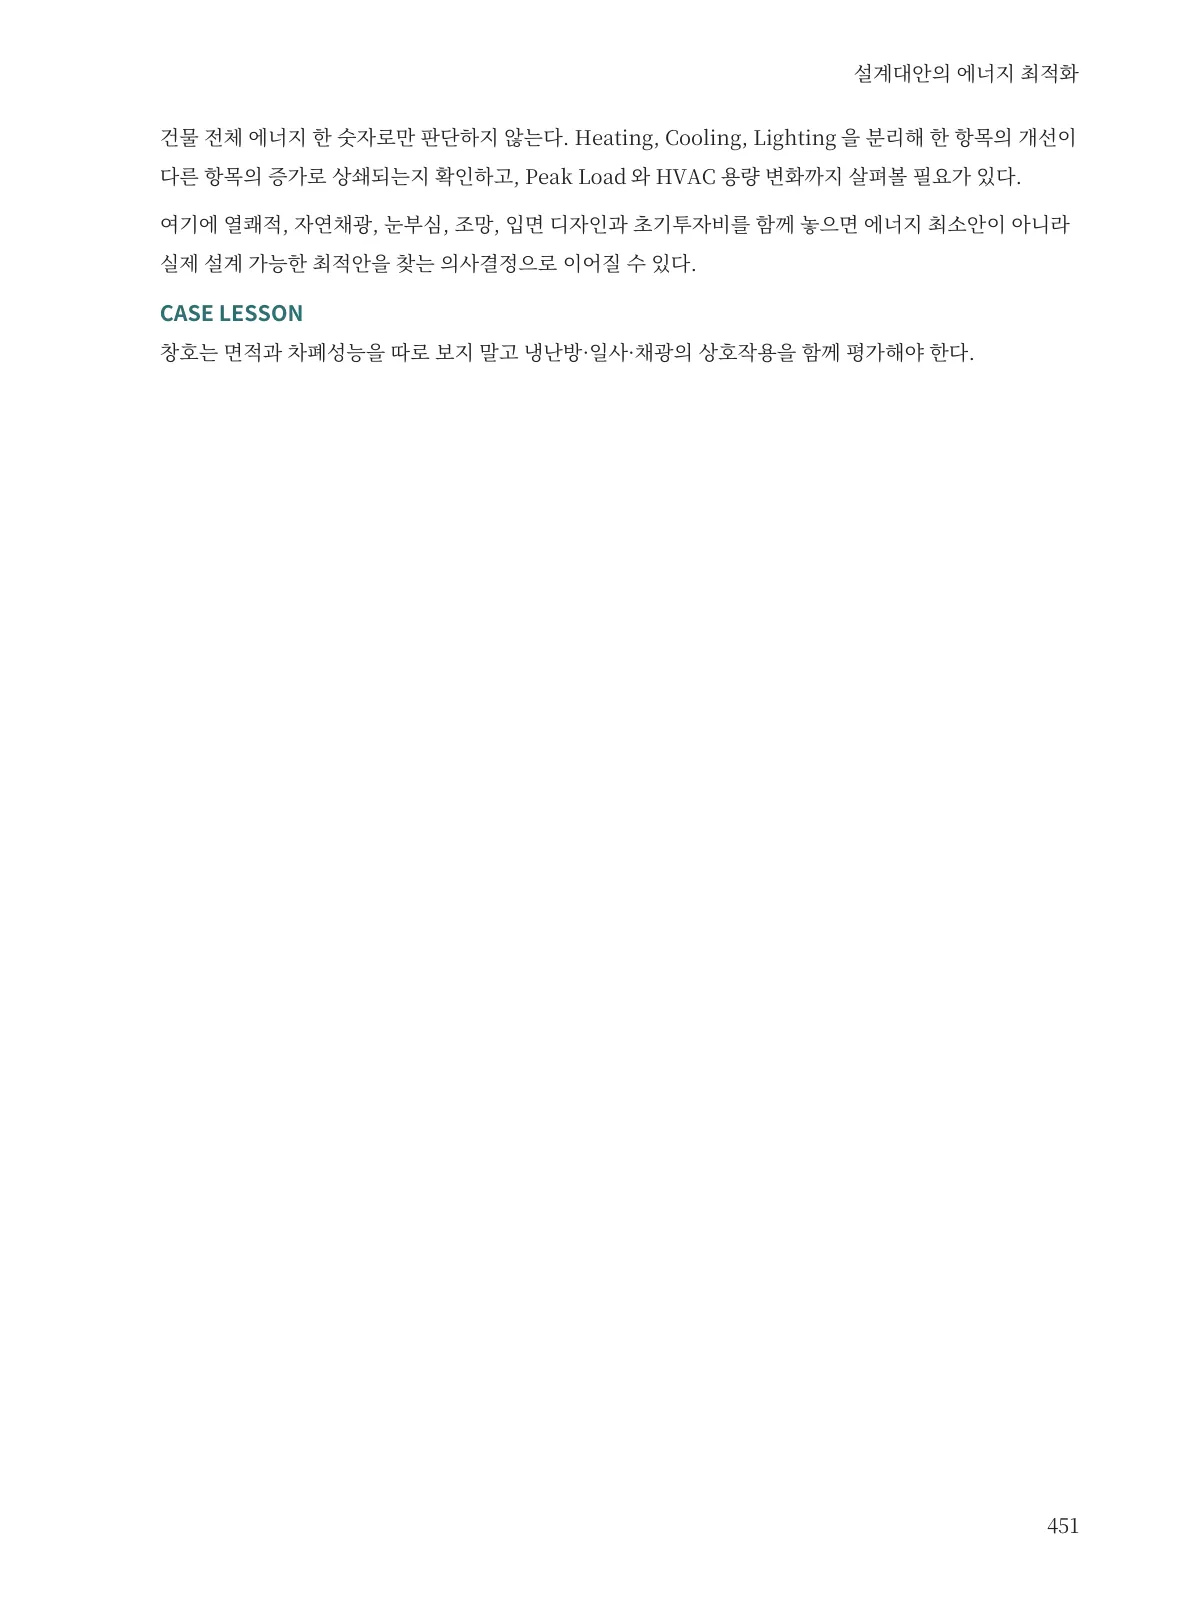 설계대안의 에너지 최적화
건물 전체 에너지 한 숫자로만 판단하지 않는다. Heating, Cooling, Lighting 을 분리해 한 항목의 개선이
다른 항목의 증가로 상쇄되는지 확인하고, Peak Load 와 HVAC 용량 변화까지 살펴볼 필요가 있다.
여기에 열쾌적, 자연채광, 눈부심, 조망, 입면 디자인과 초기투자비를 함께 놓으면 에너지 최소안이 아니라
실제 설계 가능한 최적안을 찾는 의사결정으로 이어질 수 있다.
CASE LESSON
창호는 면적과 차폐성능을 따로 보지 말고 냉난방·일사·채광의 상호작용을 함께 평가해야 한다.
451